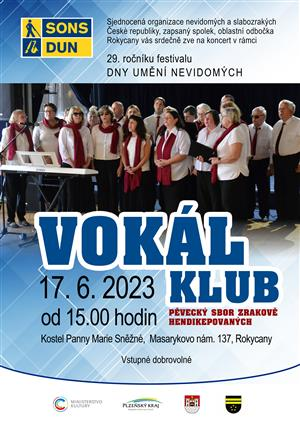 SONS
DUN
Sjednocená organizace nevidomých a slabozrakých
České republiky, zapsaný spolek, oblastní odbočka
Rokycany vás srdečně zve na koncert v rámci
29. ročníku festivalu
DNY UMĚNÍ NEVIDOMÝCH
VOKÁL
KLUB
17. 6. 2023
od 15.00 hodin
PĚVECKÝ SBOR ZRAKOVĚ
HENDIKEPOVANÝCH
Kostel Panny Marie Sněžné, Masarykovo nám. 137, Rokycany
Vstupné dobrovolné
MINISTERSTVO
KULTURY
PLZEŇSKÝ KRAJ